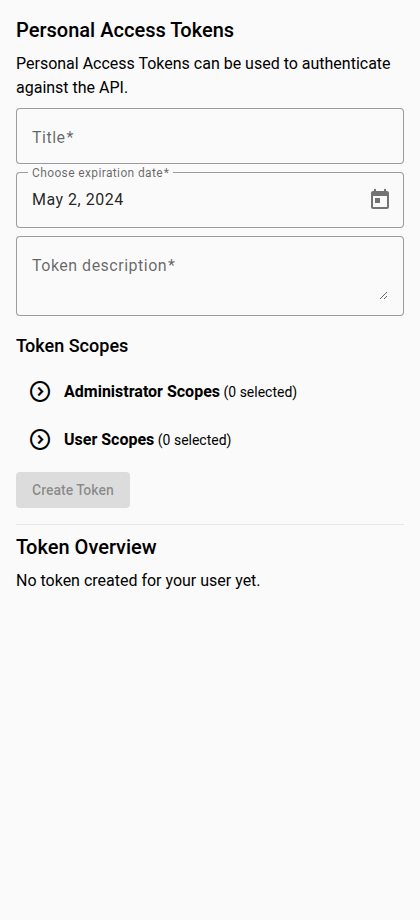 Personal Access Tokens
Personal Access Tokens can be used to authenticate
against the API.
Title*
Choose expiration date*
May 2, 2024
Token description*
Token Scopes
Administrator Scopes (0 selected)
User Scopes (0 selected)
Create Token
Token Overview
No token created for your user yet.